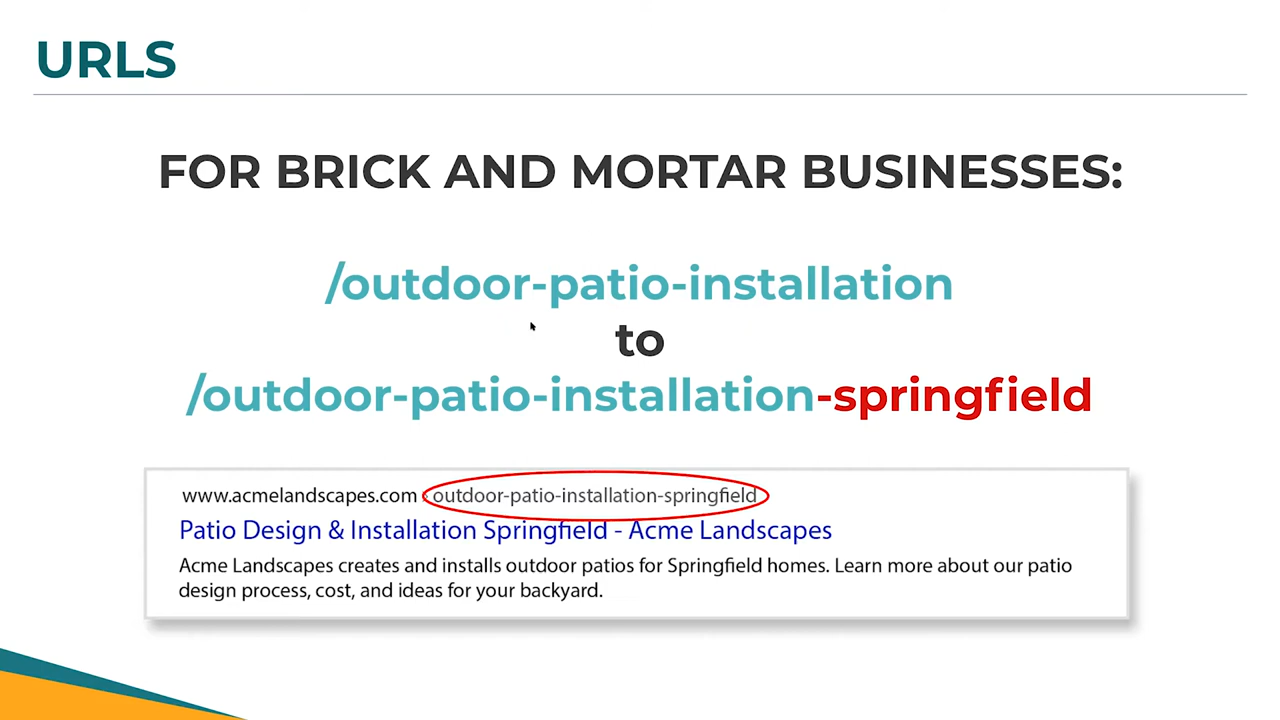 URLS
FOR BRICK AND MORTAR BUSINESSES:
/outdoor-patio-installation
to
/outdoor-patio-installation-springfield
www.acmelandscapes.com › outdoor-patio-installation-springfield
Patio Design & Installation Springfield - Acme Landscapes
Acme Landscapes creates and installs outdoor patios for Springfield homes. Learn more about our patio
design process, cost, and ideas for your backyard.